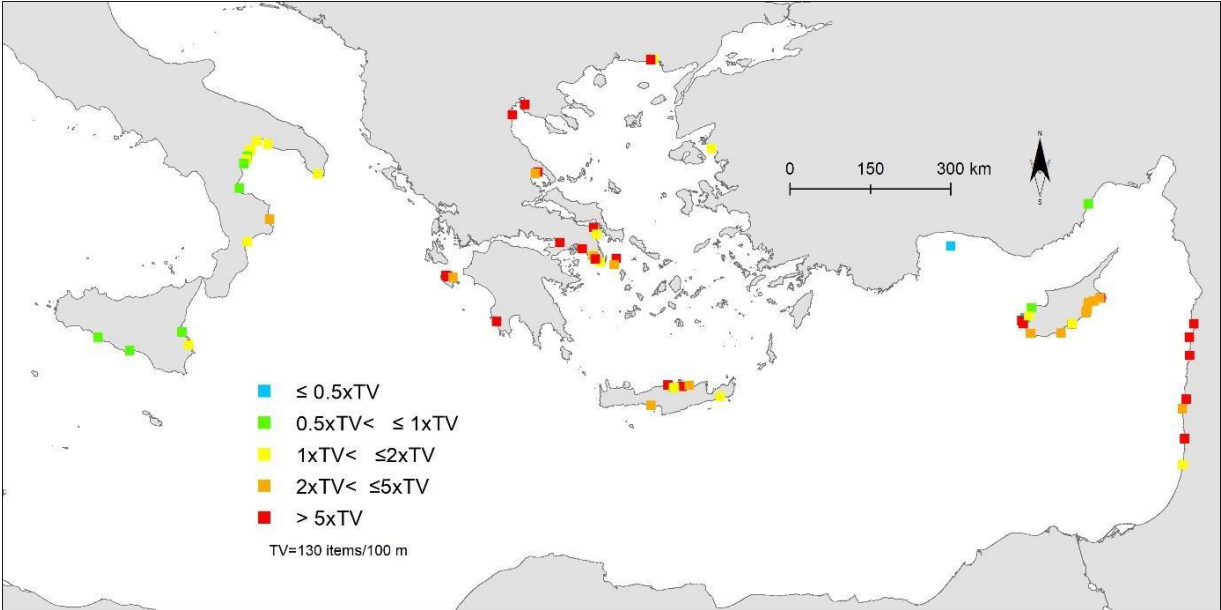 N
0 150 300 km
S
≤ 0.5xTV
0.5xTV< ≤ 1xTV
1xTV< ≤2xTV
2xTV< ≤5xTV
> 5xTV
TV=130 items/100 m